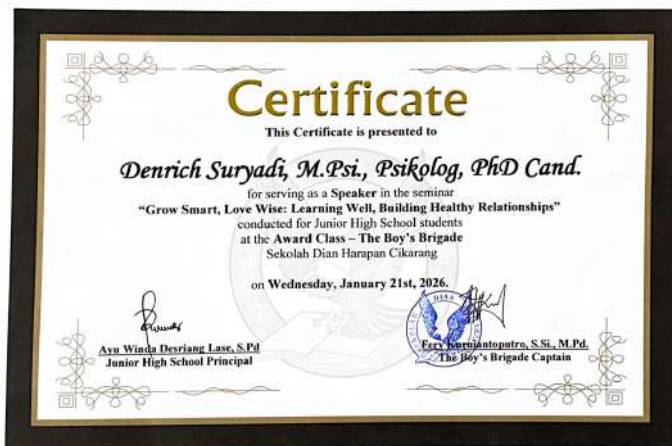 Certificate
This Certificate is presented to
Denrich Suryadi, M.Psi., Psikolog, PhD Cand.
for serving as a Speaker in the seminar
“Grow Smart, Love Wise: Learning Well, Building Healthy Relationships”
conducted for Junior High School students
at the Award Class – The Boy's Brigade
Sekolah Dian Harapan Cikarang
on Wednesday, January 21st, 2026.
Ayu Winda Desriang Lase, S.Pd
Junior High School Principal
DIAN
Fery Kurniantoputro, S.Si., M.Pd.
The Boy's Brigade Captain